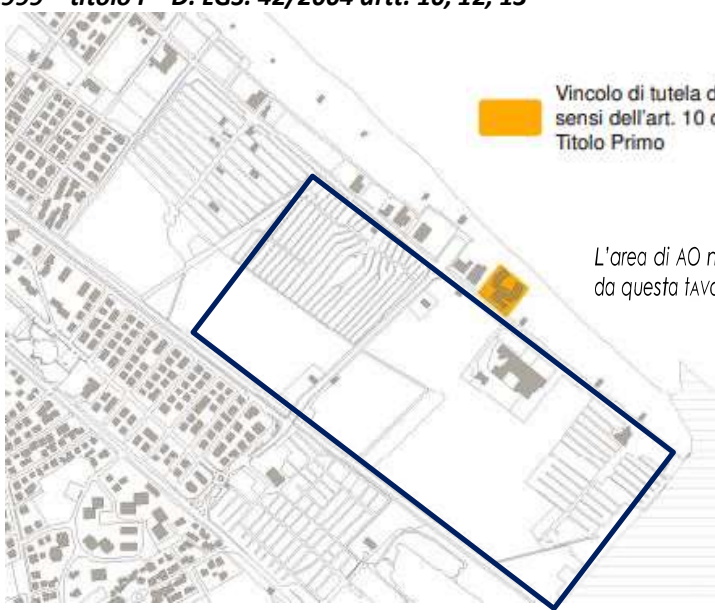 titolo I – D. LGS. 42/2004 artt. 10, 12, 13
Vincolo di tutela
sensi dell'art. 10
Titolo Primo
L'area di AO
da questa